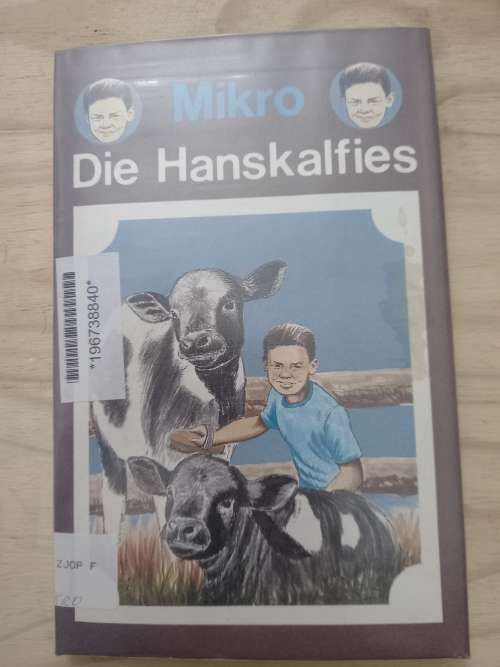 Mikro
Die Hanskalfies
*196738840*
ZJOP F